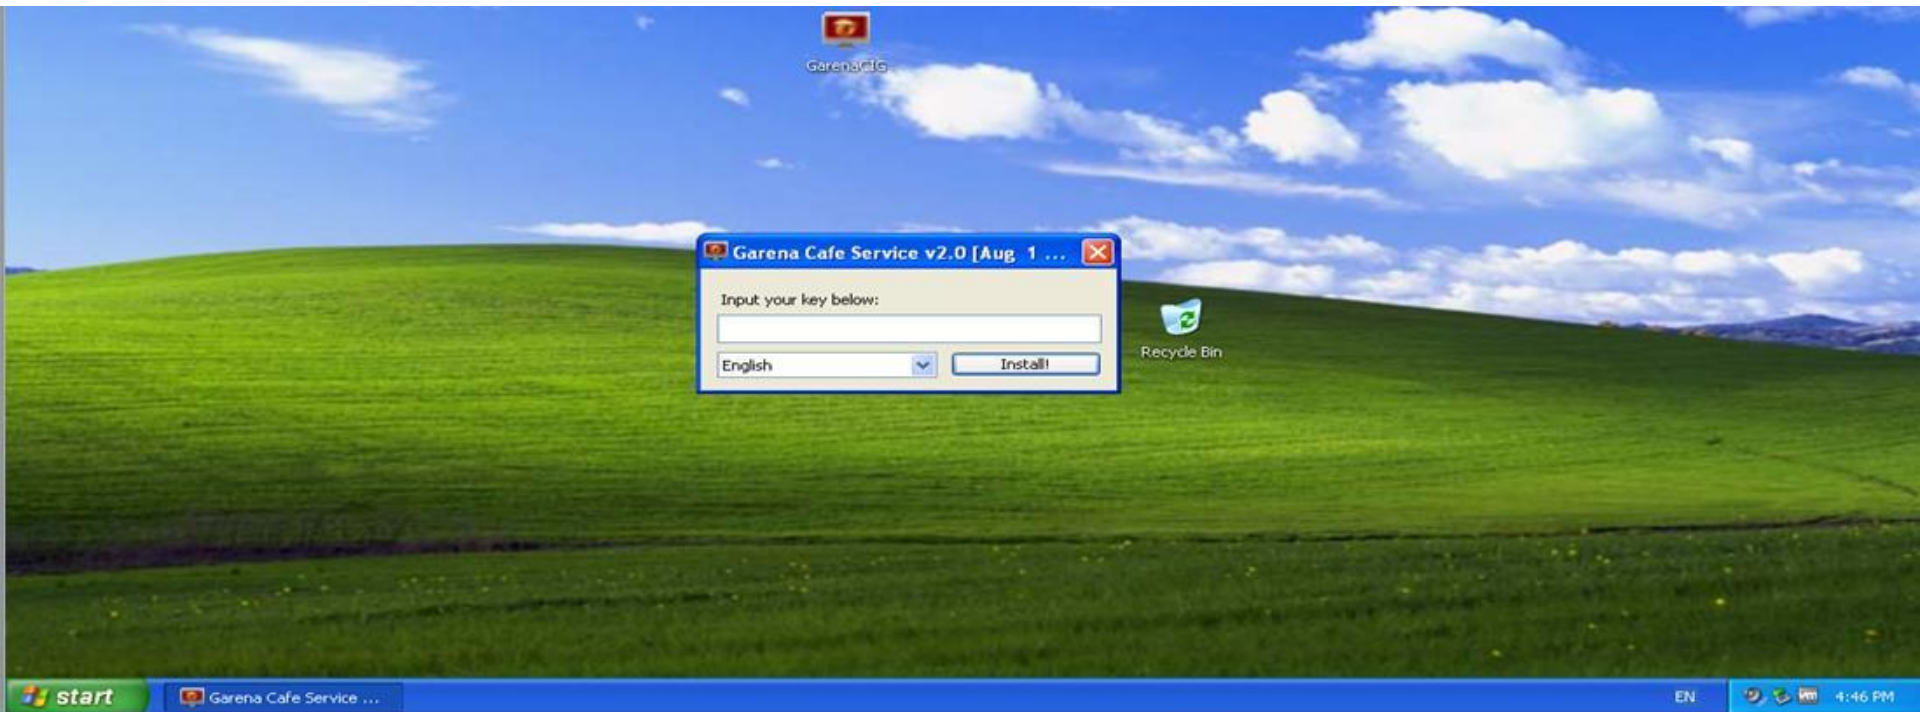 GarenaCIG
Garena Cafe Service v2.0 [Aug 1 ...
Input your key below:
English
Install!
Recycle Bin
start
Garena Cafe Service ...
EN
4:46 PM